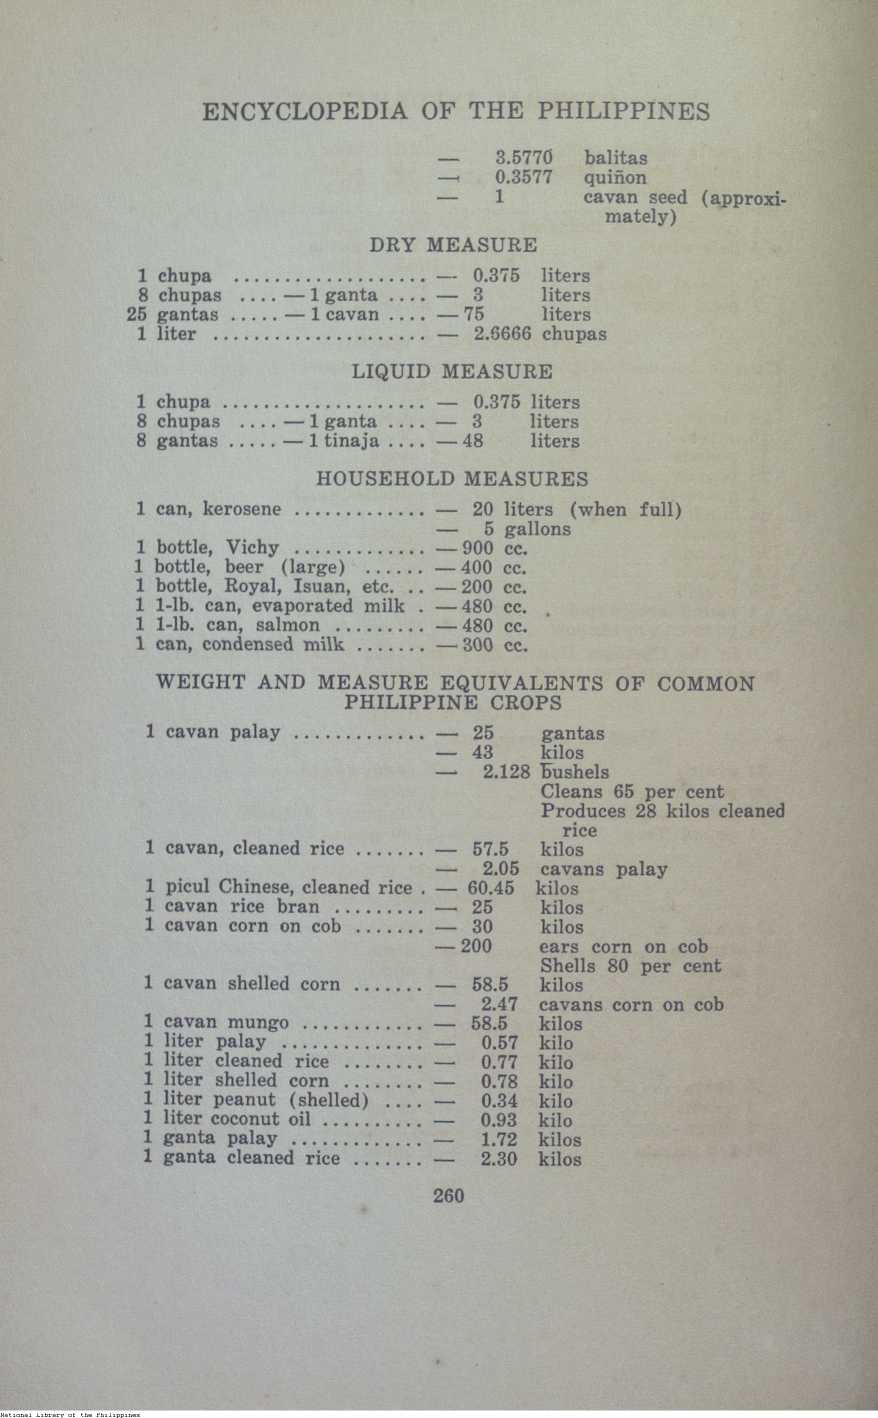 ENCYCLOPEDIA OF THE PHILIPPINES
— 3.5770 balitas
— 0.3577 quiñon
— 1 cavan seed (approxi-
mately)
DRY MEASURE
1 chupa ................... — 0.375 liters
8 chupas .... — 1 ganta .... — 3 liters
25 gantas ..... — 1 cavan .... — 75 liters
1 liter ..................... — 2.6666 chupas
LIQUID MEASURE
1 chupa .................... — 0.375 liters
8 chupas .... — 1 ganta .... — 3 liters
8 gantas ..... — 1 tinaja .... — 48 liters
HOUSEHOLD MEASURES
1 can, kerosene ............. — 20 liters (when full)
— 5 gallons
1 bottle, Vichy ............. — 900 cc.
1 bottle, beer (large) ...... — 400 cc.
1 bottle, Royal, Isuan, etc. .. — 200 cc.
1 1-lb. can, evaporated milk . — 480 cc.
1 1-lb. can, salmon ......... — 480 cc.
1 can, condensed milk ....... — 300 cc.
WEIGHT AND MEASURE EQUIVALENTS OF COMMON
PHILIPPINE CROPS
1 cavan palay ............. — 25 gantas
— 43 kilos
— 2.128 bushels
Cleans 65 per cent
Produces 28 kilos cleaned
rice
1 cavan, cleaned rice ....... — 57.5 kilos
— 2.05 cavans palay
1 picul Chinese, cleaned rice . — 60.45 kilos
1 cavan rice bran ......... — 25 kilos
1 cavan corn on cob ....... — 30 kilos
— 200 ears corn on cob
Shells 80 per cent
1 cavan shelled corn ....... — 58.5 kilos
— 2.47 cavans corn on cob
1 cavan mungo ............ — 58.5 kilos
1 liter palay .............. — 0.57 kilo
1 liter cleaned rice ........ — 0.77 kilo
1 liter shelled corn ........ — 0.78 kilo
1 liter peanut (shelled) .... — 0.34 kilo
1 liter coconut oil .......... — 0.93 kilo
1 ganta palay ............. — 1.72 kilos
1 ganta cleaned rice ....... — 2.30 kilos
260
National Library of the Philippines